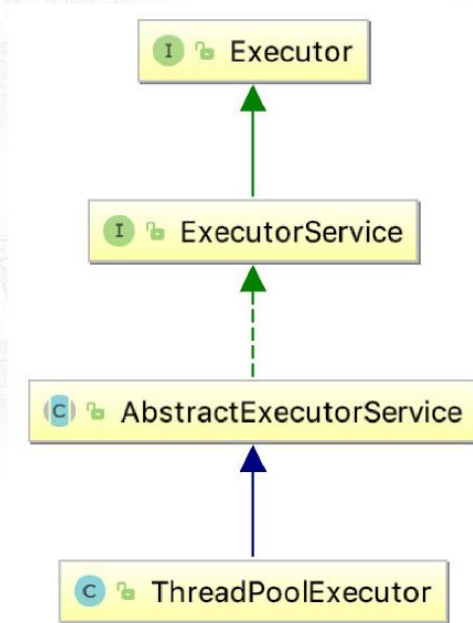 I Executor
I ExecutorService
C AbstractExecutorService
C ThreadPoolExecutor